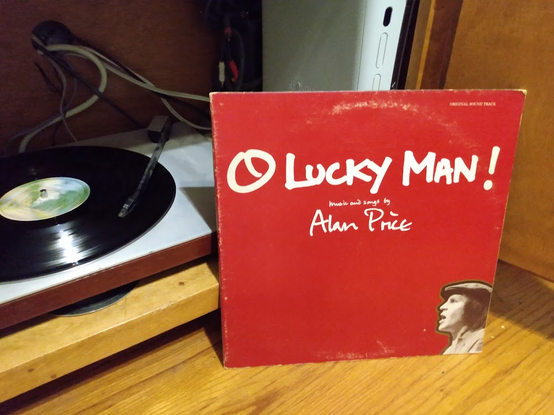 ORIGINAL SOUND TRACK
O LUCKY MAN!
music and songs by
Alan Price